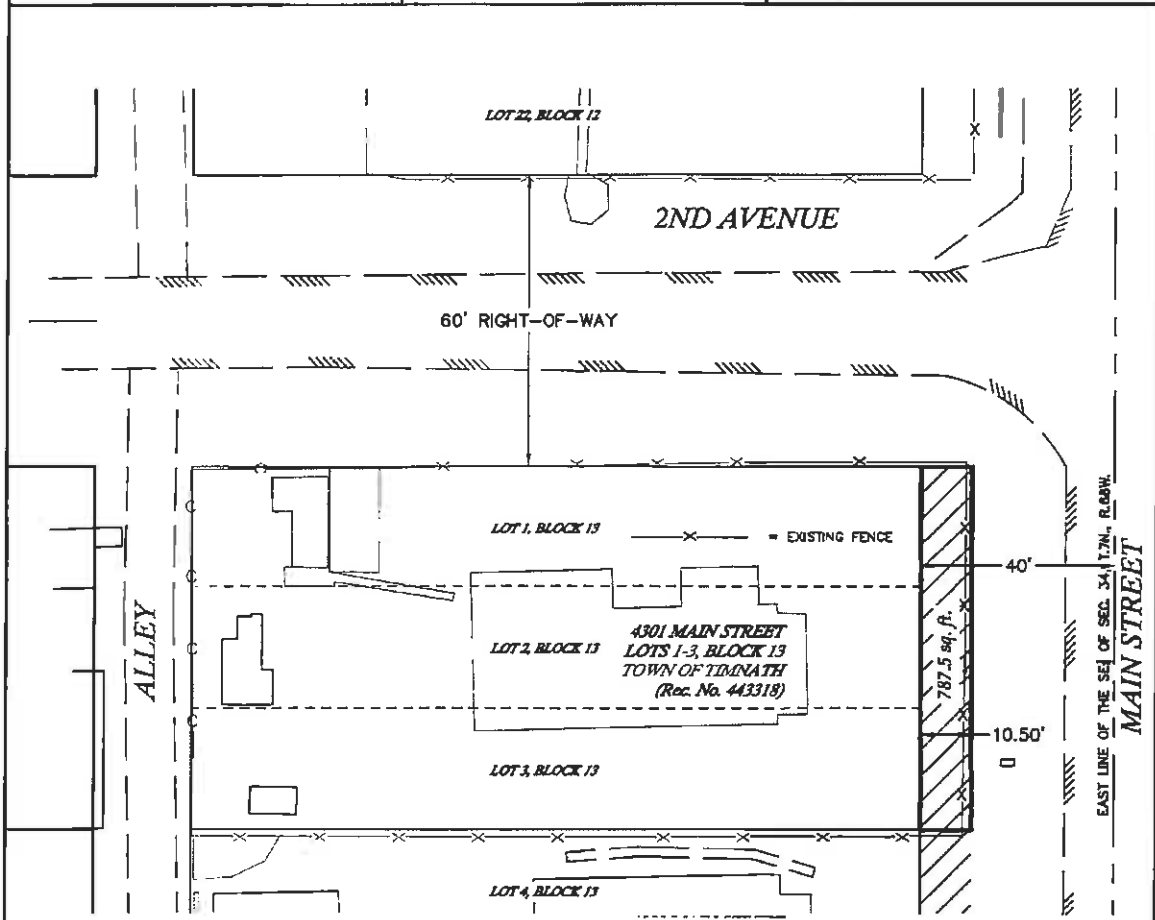 LOT 22, BLOCK 12
2ND AVENUE
60' RIGHT-OF-WAY
LOT 1, BLOCK 13
= EXISTING FENCE
40'
ALLEY
LOT 2, BLOCK 13
4301 MAIN STREET
LOTS 1-3, BLOCK 13
TOWN OF TIMNATH
(Rec. No. 443318)
787.5 sq. ft.
EAST LINE OF THE SE¼ OF SEC. 34, T.7N., R.68W.
MAIN STREET
10.50'
LOT 3, BLOCK 13
LOT 4, BLOCK 13